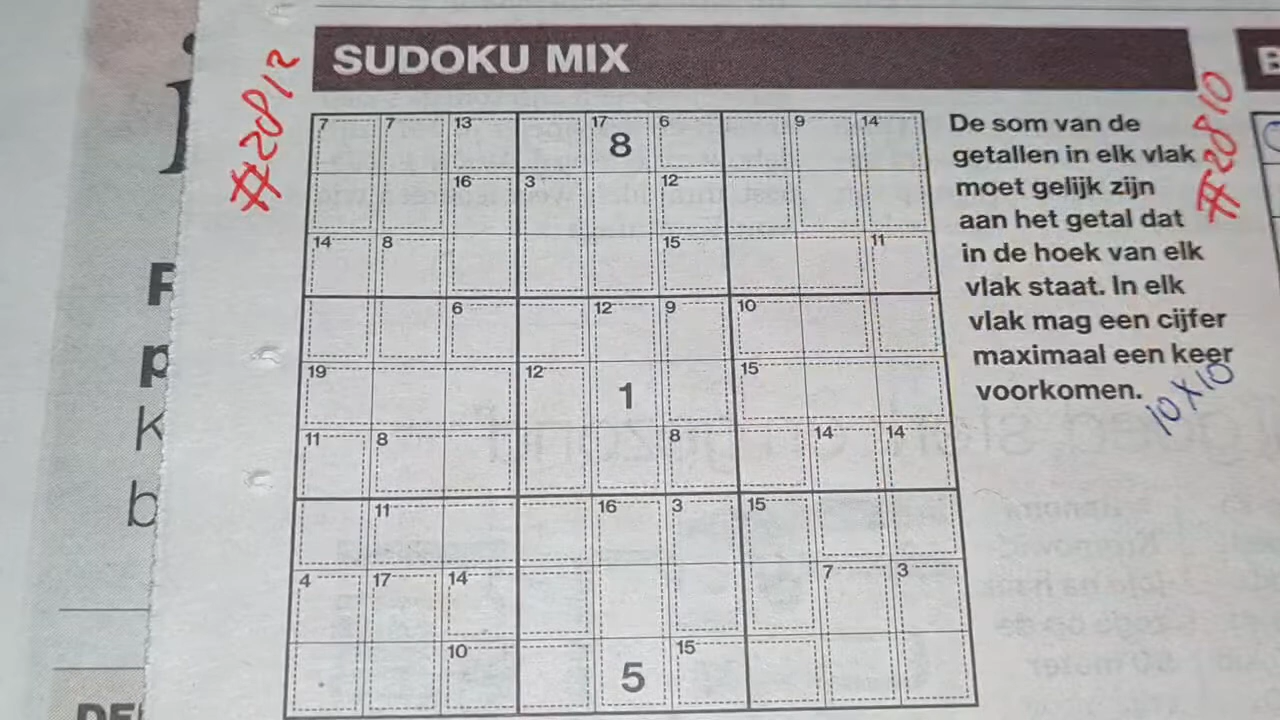 SUDOKU MIX
#20812
#20810
De som van de
getallen in elk vlak
moet gelijk zijn
aan het getal dat
in de hoek van elk
vlak staat. In elk
vlak mag een cijfer
maximaal een keer
voorkomen.
10x10
7 7 13 17 8 6 9 14
16 3 12
14 8 15 11
6 12 9 10
19 12 1 15
11 8 8 14 14
11 16 3 15
4 17 14 7 3
10 5 15
B
j
F
p
K
b